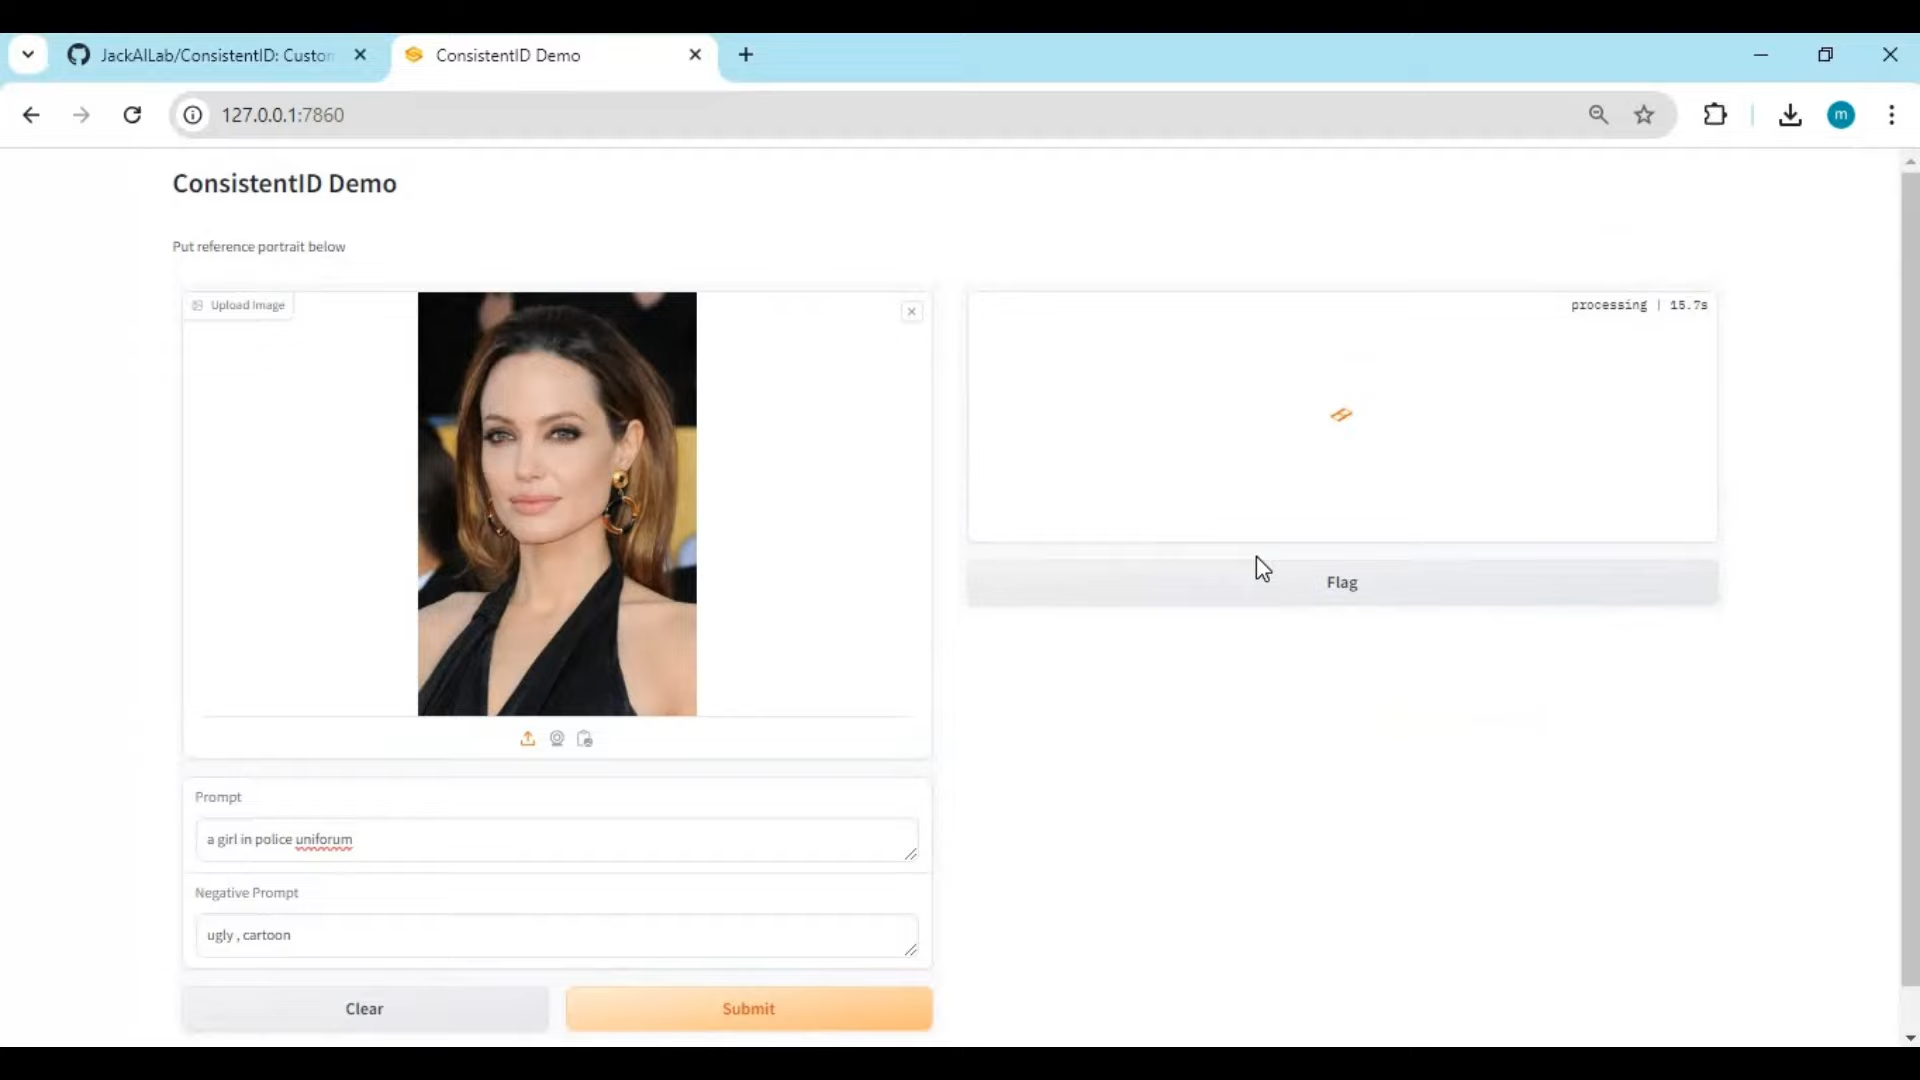 JackAILab/ConsistentID: Custon
ConsistentID Demo
127.0.0.1:7860
m
ConsistentID Demo
Put reference portrait below
Upload Image
processing | 15.7s
Flag
Prompt
a girl in police uniforum
Negative Prompt
ugly , cartoon
Clear
Submit